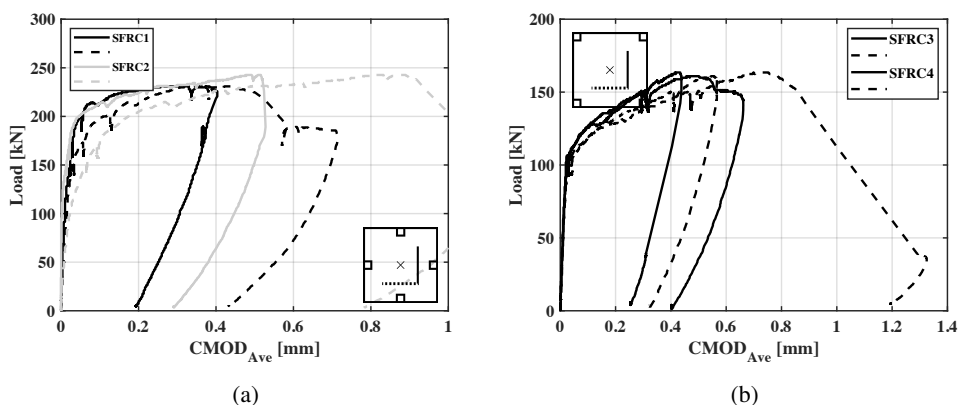 300
250
200
150
100
50
0
Load [kN]
SFRC1
SFRC2
0 0.2 0.4 0.6 0.8 1
CMOD_Ave [mm]
(a)
200
150
100
50
0
Load [kN]
SFRC3
SFRC4
0 0.2 0.4 0.6 0.8 1 1.2 1.4
CMOD_Ave [mm]
(b)